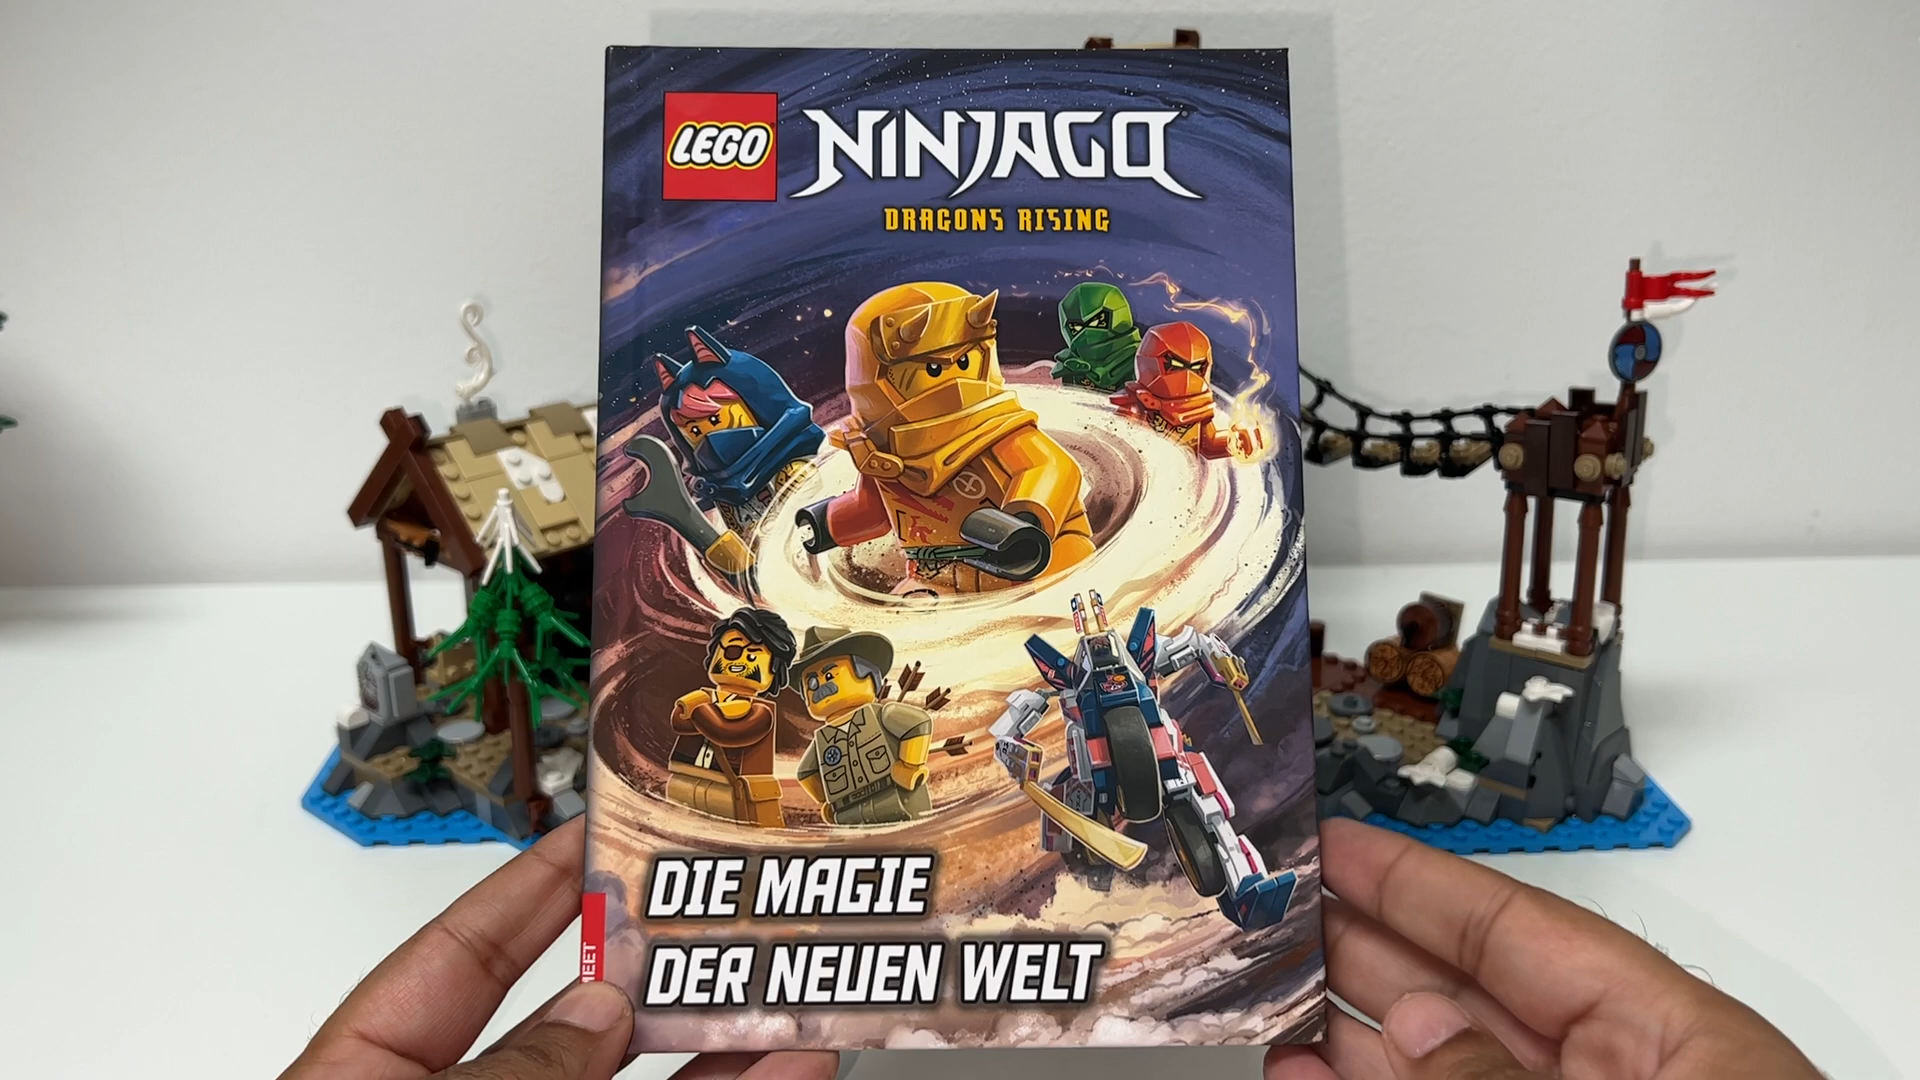 LEGO
NINJAGO
DRAGONS RISING
DIE MAGIE
DER NEUEN WELT